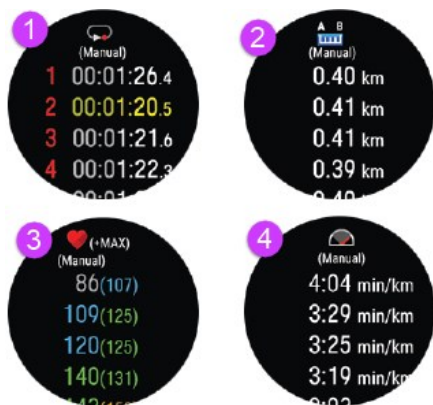 1
(Manual)
1 00:01:26.4
2 00:01:20.5
3 00:01:21.6
4 00:01:22.3
2
A B
(Manual)
0.40 km
0.41 km
0.41 km
0.39 km
3
(+MAX)
(Manual)
86(107)
109(125)
120(125)
140(131)
4
(Manual)
4:04 min/km
3:29 min/km
3:25 min/km
3:19 min/km